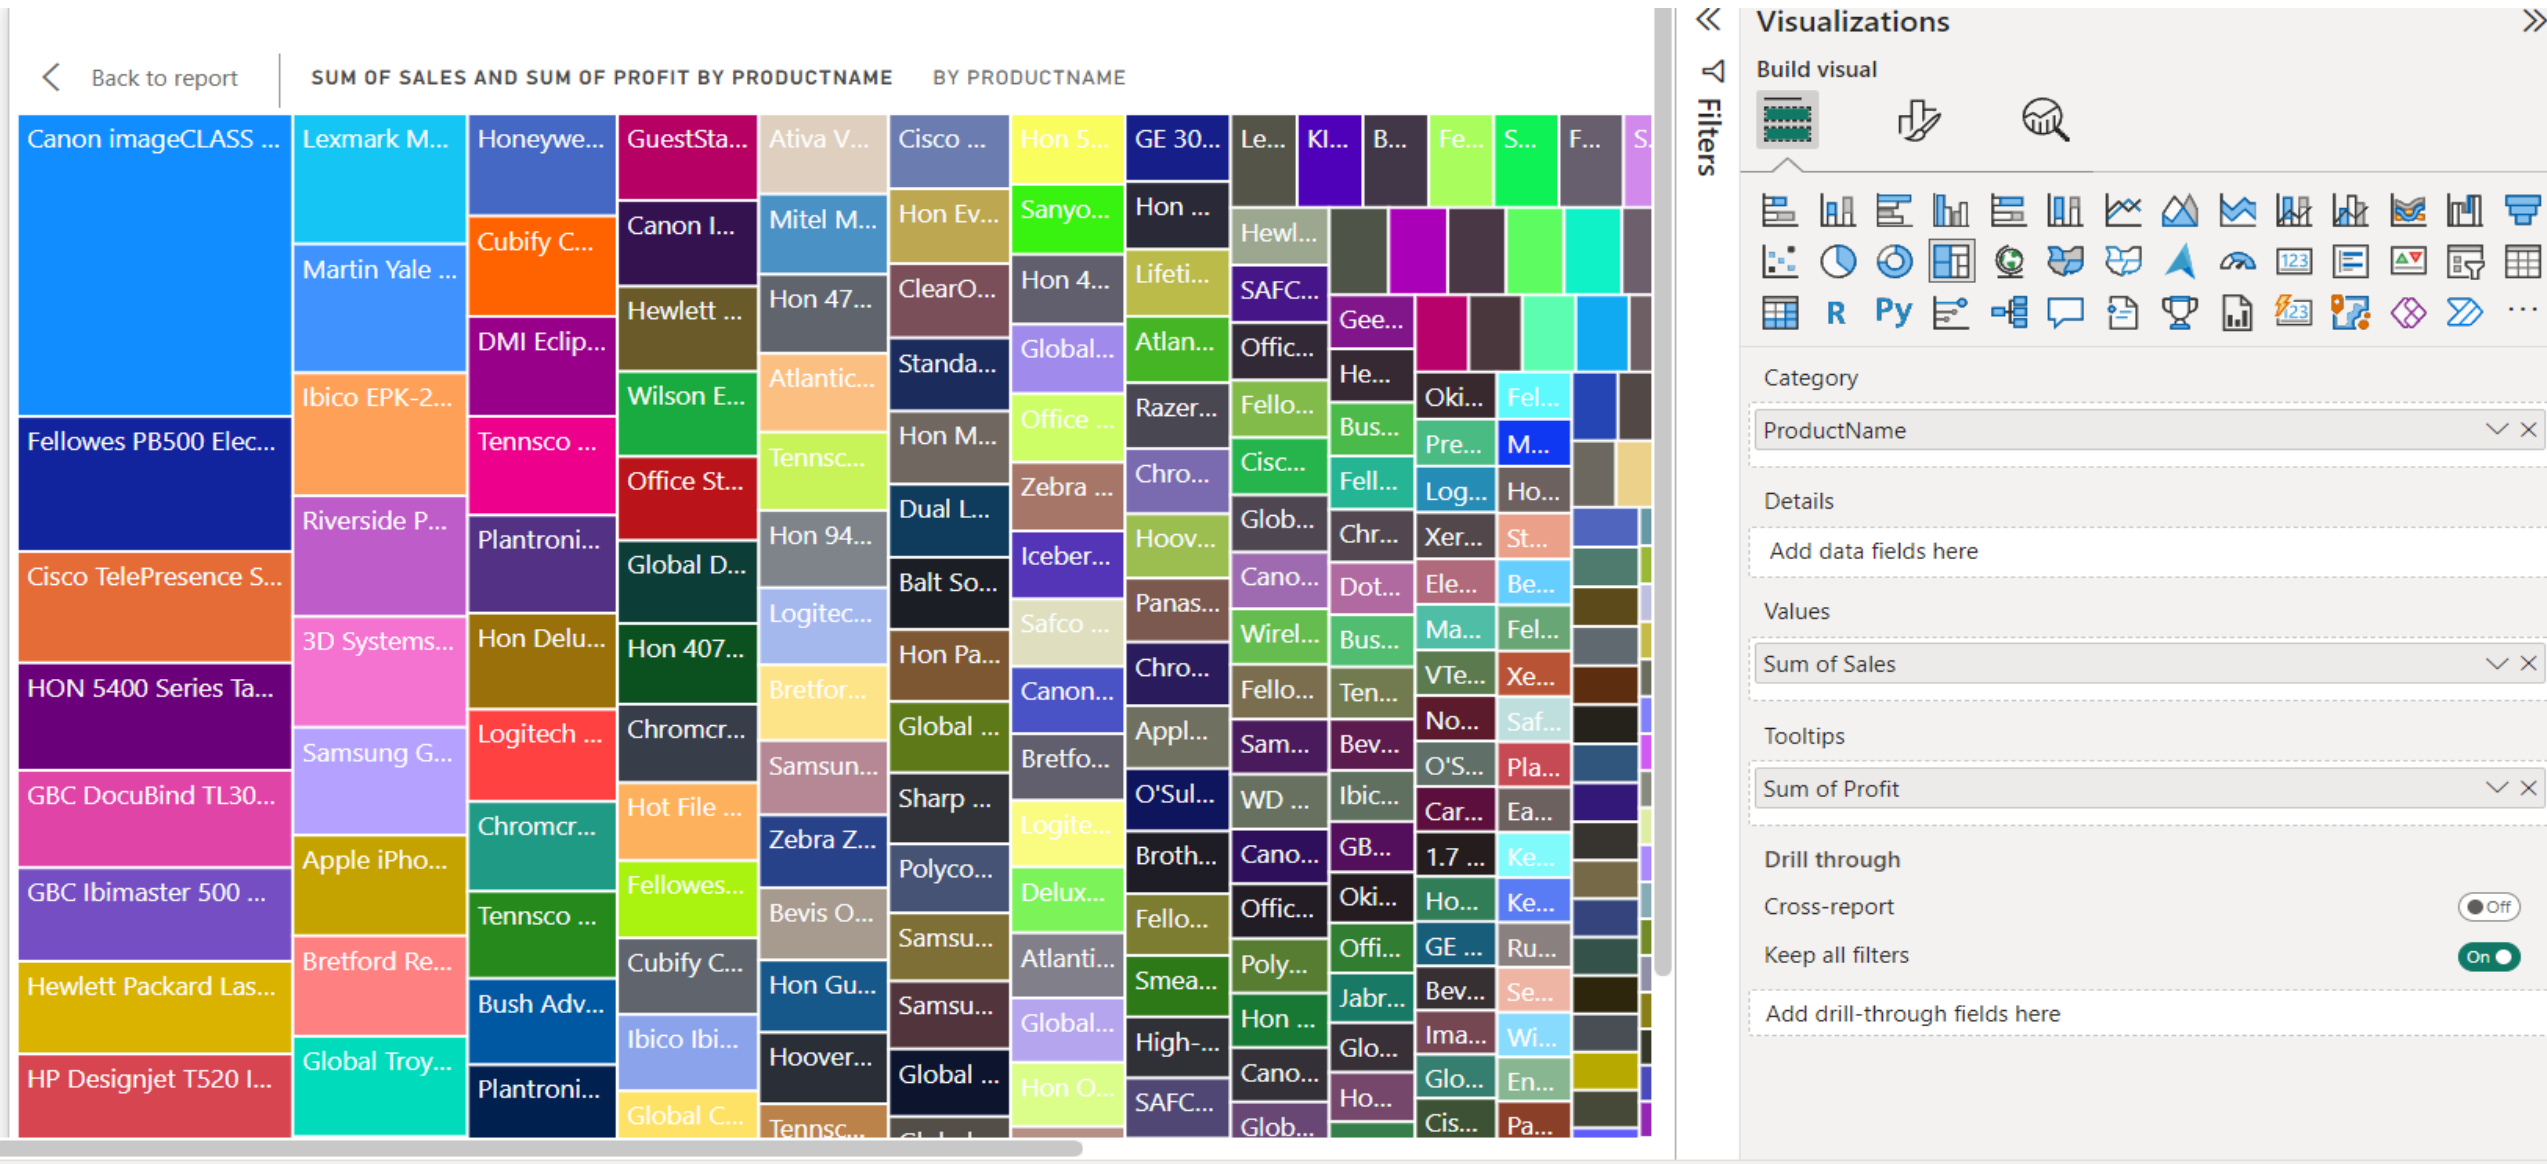 Back to report
SUM OF SALES AND SUM OF PROFIT BY PRODUCTNAME
BY PRODUCTNAME
Canon imageCLASS ...
Fellowes PB500 Elec...
Cisco TelePresence S...
HON 5400 Series Ta...
GBC DocuBind TL30...
GBC Ibimaster 500 ...
Hewlett Packard Las...
HP Designjet T520 I...
Lexmark M...
Martin Yale ...
Ibico EPK-2...
Riverside P...
3D Systems...
Samsung G...
Apple iPho...
Bretford Re...
Global Troy...
Honeywe...
Cubify C...
DMI Eclip...
Tennsco ...
Plantroni...
Hon Delu...
Logitech ...
Chromcr...
Tennsco ...
Bush Adv...
Plantroni...
GuestSta...
Canon I...
Hewlett ...
Wilson E...
Office St...
Global D...
Hon 407...
Chromcr...
Hot File ...
Fellowes...
Cubify C...
Ibico Ibi...
Global C...
Ativa V...
Mitel M...
Hon 47...
Atlantic...
Tennsc...
Hon 94...
Logitec...
Bretfor...
Samsun...
Zebra Z...
Bevis O...
Hon Gu...
Hoover...
Tennsc...
Cisco ...
Hon Ev...
ClearO...
Standa...
Hon M...
Dual L...
Balt So...
Hon Pa...
Global ...
Sharp ...
Polyco...
Samsu...
Samsu...
Global ...
Hon 5...
Sanyo...
Hon 4...
Global...
Office ...
Zebra ...
Iceber...
Safco ...
Canon...
Bretfo...
Logite...
Delux...
Atlanti...
Global...
Hon O...
GE 30...
Hon ...
Lifeti...
Atlan...
Razer...
Chro...
Hoov...
Panas...
Chro...
Appl...
O'Sul...
Broth...
Fello...
Smea...
High-...
SAFC...
Le...
KI...
B...
Fe...
S...
F...
S.
Hewl...
SAFC...
Offic...
Fello...
Cisc...
Glob...
Cano...
Wirel...
Fello...
Sam...
WD ...
Cano...
Offic...
Poly...
Hon ...
Cano...
Glob...
Gee...
He...
Bus...
Fell...
Chr...
Dot...
Bus...
Ten...
Bev...
Ibic...
GB...
Oki...
Offi...
Jabr...
Glo...
Ho...
Oki...
Pre...
Log...
Xer...
Ele...
Ma...
VTe...
No...
O'S...
Car...
1.7 ...
Ho...
GE ...
Bev...
Ima...
Glo...
Cis...
Fel...
M...
Ho...
St...
Be...
Fel...
Xe...
Saf...
Pla...
Ea...
Ke...
Ke...
Ru...
Se...
Wi...
En...
Pa...
Filters
Visualizations
Build visual
123
R
Py
123
...
Category
ProductName
Details
Add data fields here
Values
Sum of Sales
Tooltips
Sum of Profit
Drill through
Cross-report
Off
Keep all filters
On
Add drill-through fields here